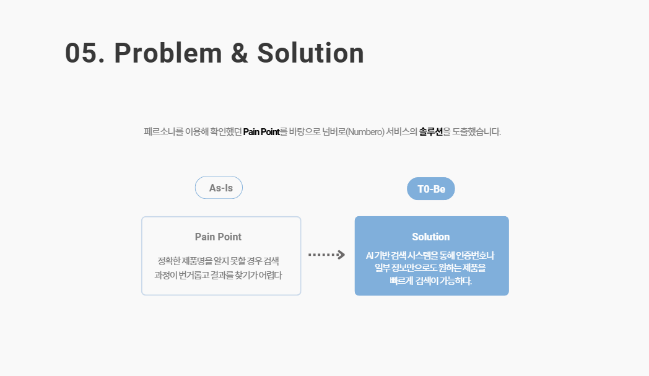 05. Problem & Solution
페르소나를 이용해 확인했던 Pain Point를 바탕으로 넘버로(Numbero) 서비스의 솔루션을 도출했습니다.
As-Is
T0-Be
Pain Point
정확한 제품명을 알지 못할 경우 검색
과정이 번거롭고 결과를 찾기가 어렵다
Solution
AI 기반 검색 시스템을 통해 인증번호나
일부 정보만으로도 원하는 제품을
빠르게 검색이 가능하다.